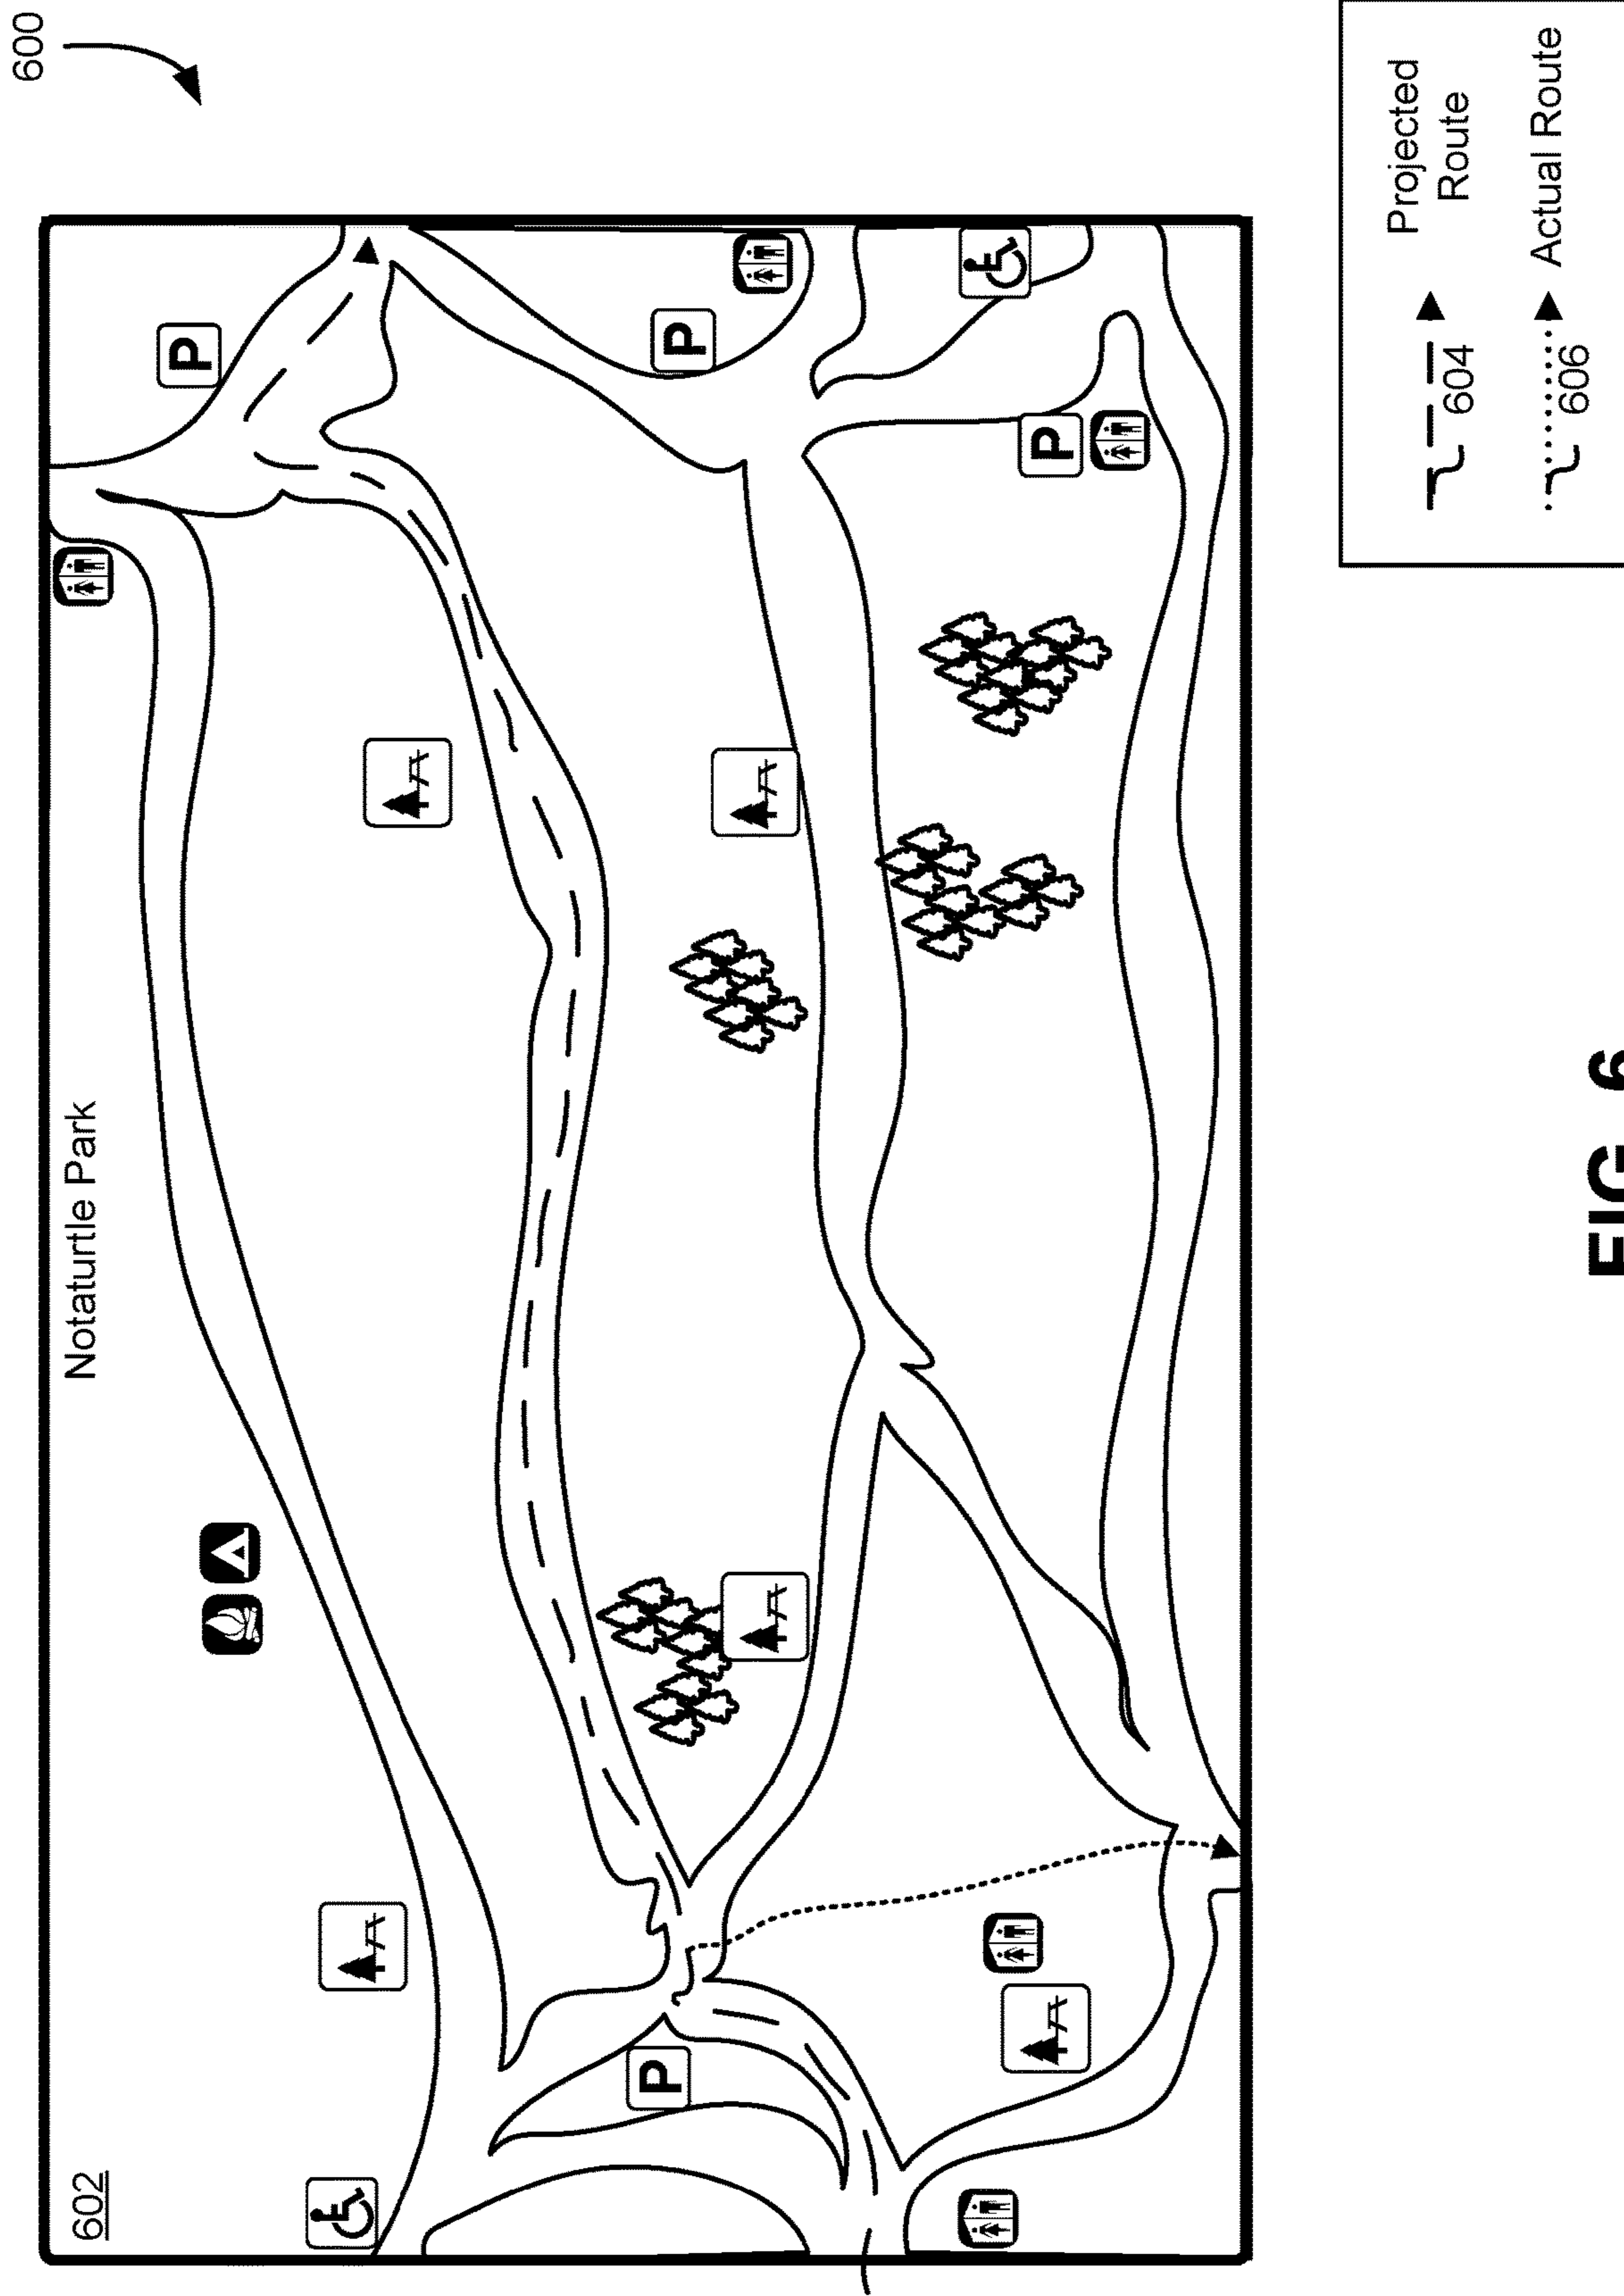 600
Notaturtle Park
602
P
P
P
P
604
Projected
Route
606
Actual Route
FIG. 6